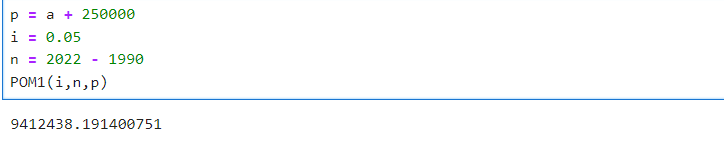 p = a + 250000
i = 0.05
n = 2022 - 1990
POM1(i,n,p)
9412438.191400751